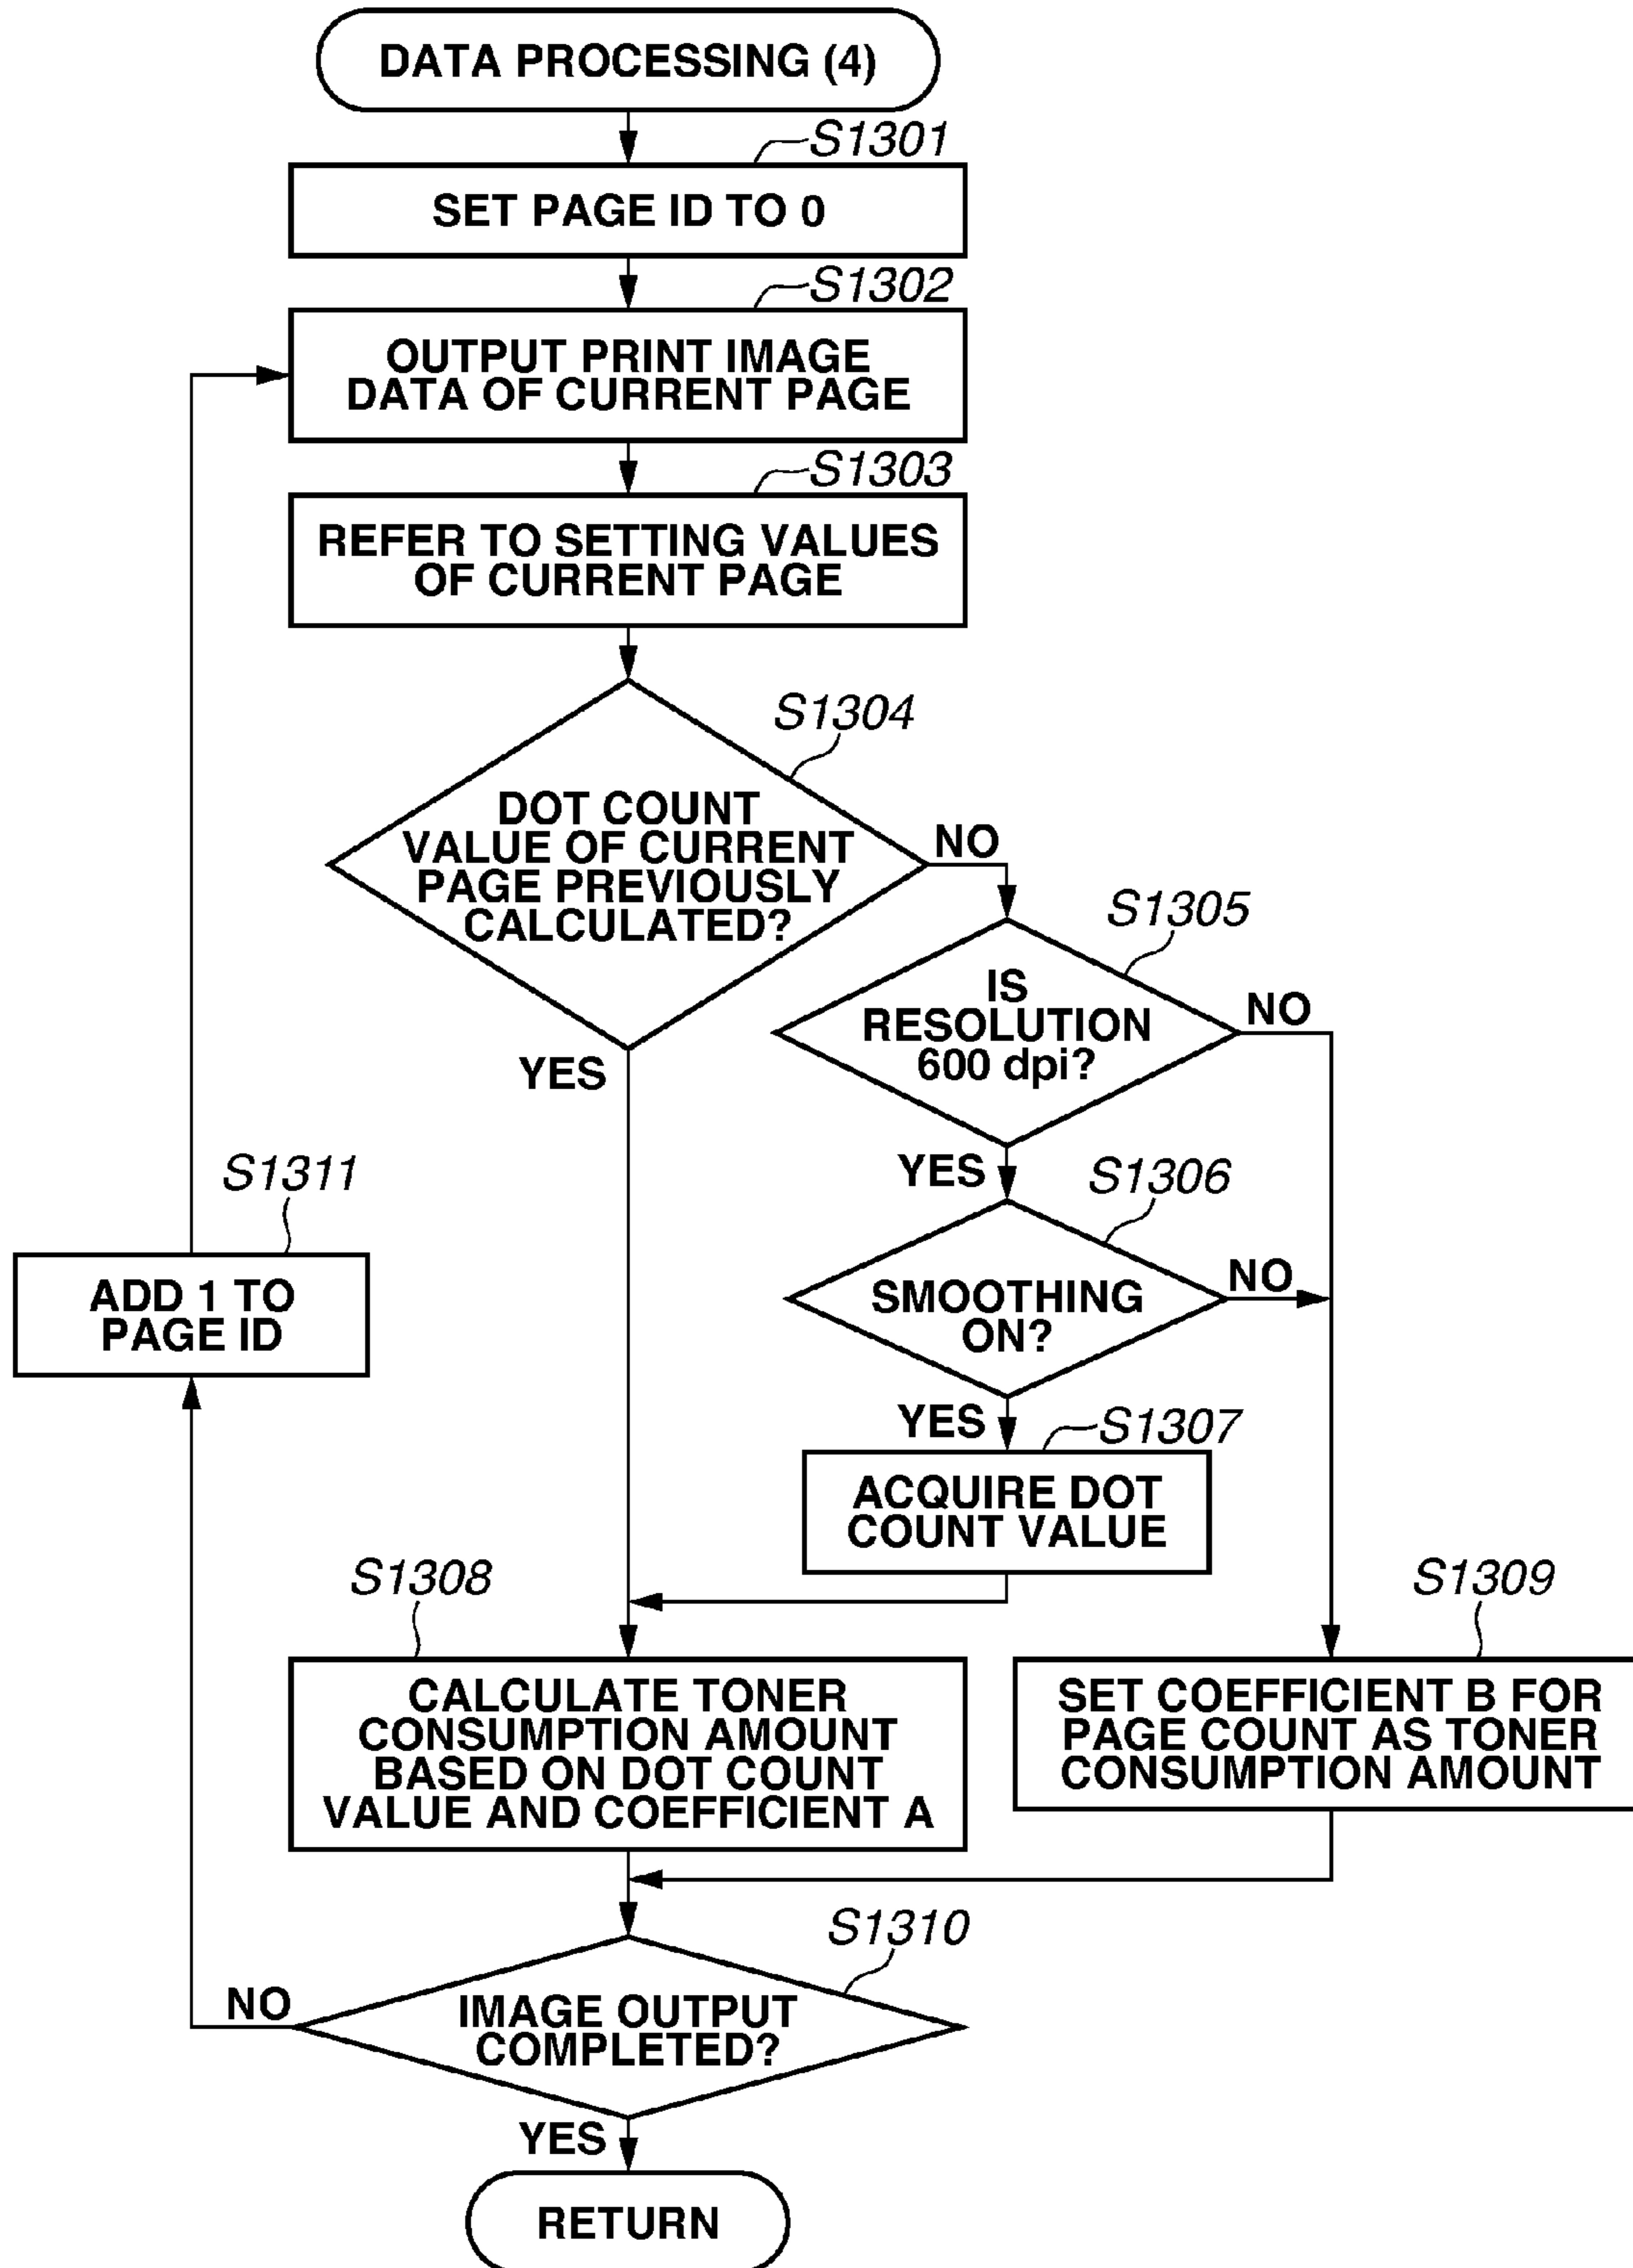 DATA PROCESSING (4)
S1301
SET PAGE ID TO 0
S1302
OUTPUT PRINT IMAGE
DATA OF CURRENT PAGE
S1303
REFER TO SETTING VALUES
OF CURRENT PAGE
S1304
DOT COUNT
VALUE OF CURRENT
PAGE PREVIOUSLY
CALCULATED?
NO
YES
S1305
IS
RESOLUTION
600 dpi?
NO
YES
S1306
SMOOTHING
ON?
NO
YES
S1307
ACQUIRE DOT
COUNT VALUE
S1311
ADD 1 TO
PAGE ID
S1308
CALCULATE TONER
CONSUMPTION AMOUNT
BASED ON DOT COUNT
VALUE AND COEFFICIENT A
S1309
SET COEFFICIENT B FOR
PAGE COUNT AS TONER
CONSUMPTION AMOUNT
S1310
IMAGE OUTPUT
COMPLETED?
NO
YES
RETURN